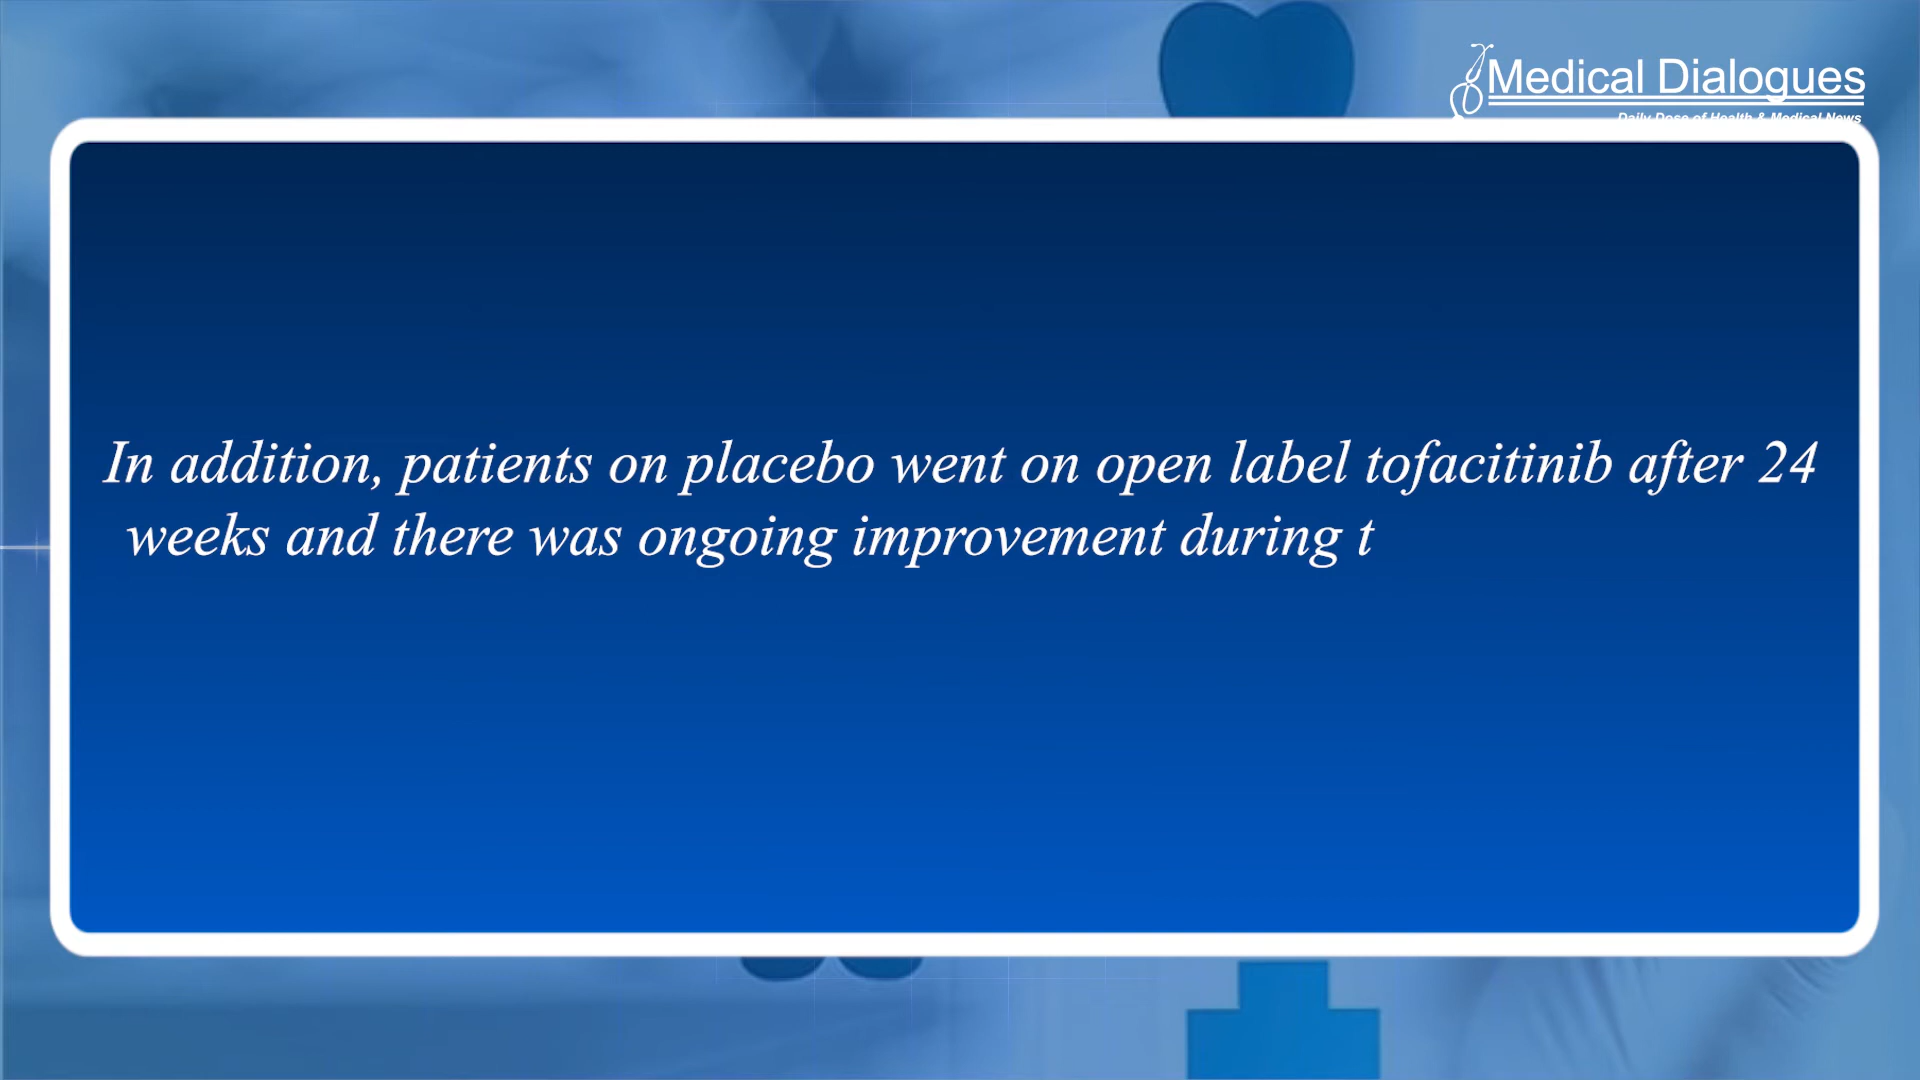 Medical Dialogues
Daily Dose of Health & Medical News
In addition, patients on placebo went on open label tofacitinib after 24
weeks and there was ongoing improvement during t